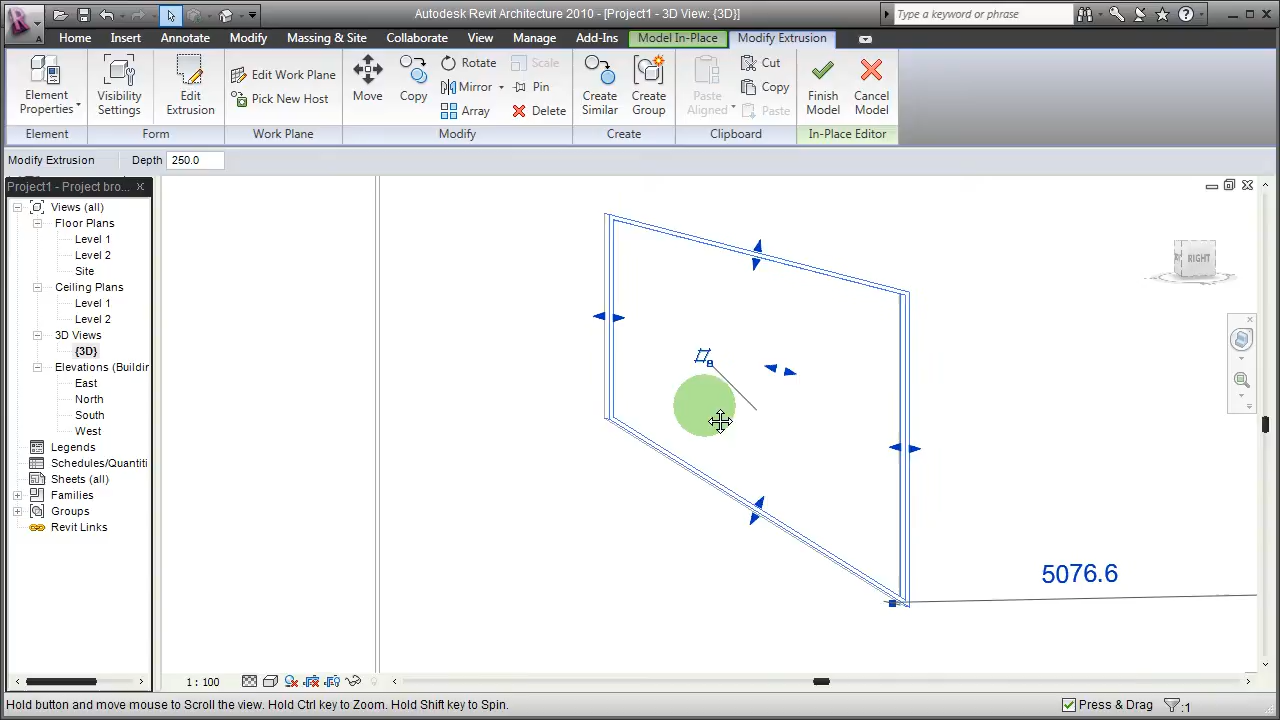 Autodesk Revit Architecture 2010 - [Project1 - 3D View: {3D}]
Type a keyword or phrase
Home Insert Annotate Modify Massing & Site Collaborate View Manage Add-Ins Model In-Place Modify Extrusion
Element Properties
Visibility Settings
Edit Extrusion
Edit Work Plane
Pick New Host
Move
Copy
Rotate
Scale
Mirror
Pin
Array
Delete
Create Similar
Create Group
Paste Aligned
Cut
Copy
Paste
Finish Model
Cancel Model
Element Form Work Plane Modify Create Clipboard In-Place Editor
Modify Extrusion Depth 250.0
Project1 - Project bro...
Views (all)
Floor Plans
Level 1
Level 2
Site
Ceiling Plans
Level 1
Level 2
3D Views
{3D}
Elevations (Buildir
East
North
South
West
Legends
Schedules/Quantiti
Sheets (all)
Families
Groups
Revit Links
RIGHT
5076.6
1 : 100
Hold button and move mouse to Scroll the view. Hold Ctrl key to Zoom. Hold Shift key to Spin.
Press & Drag
:1